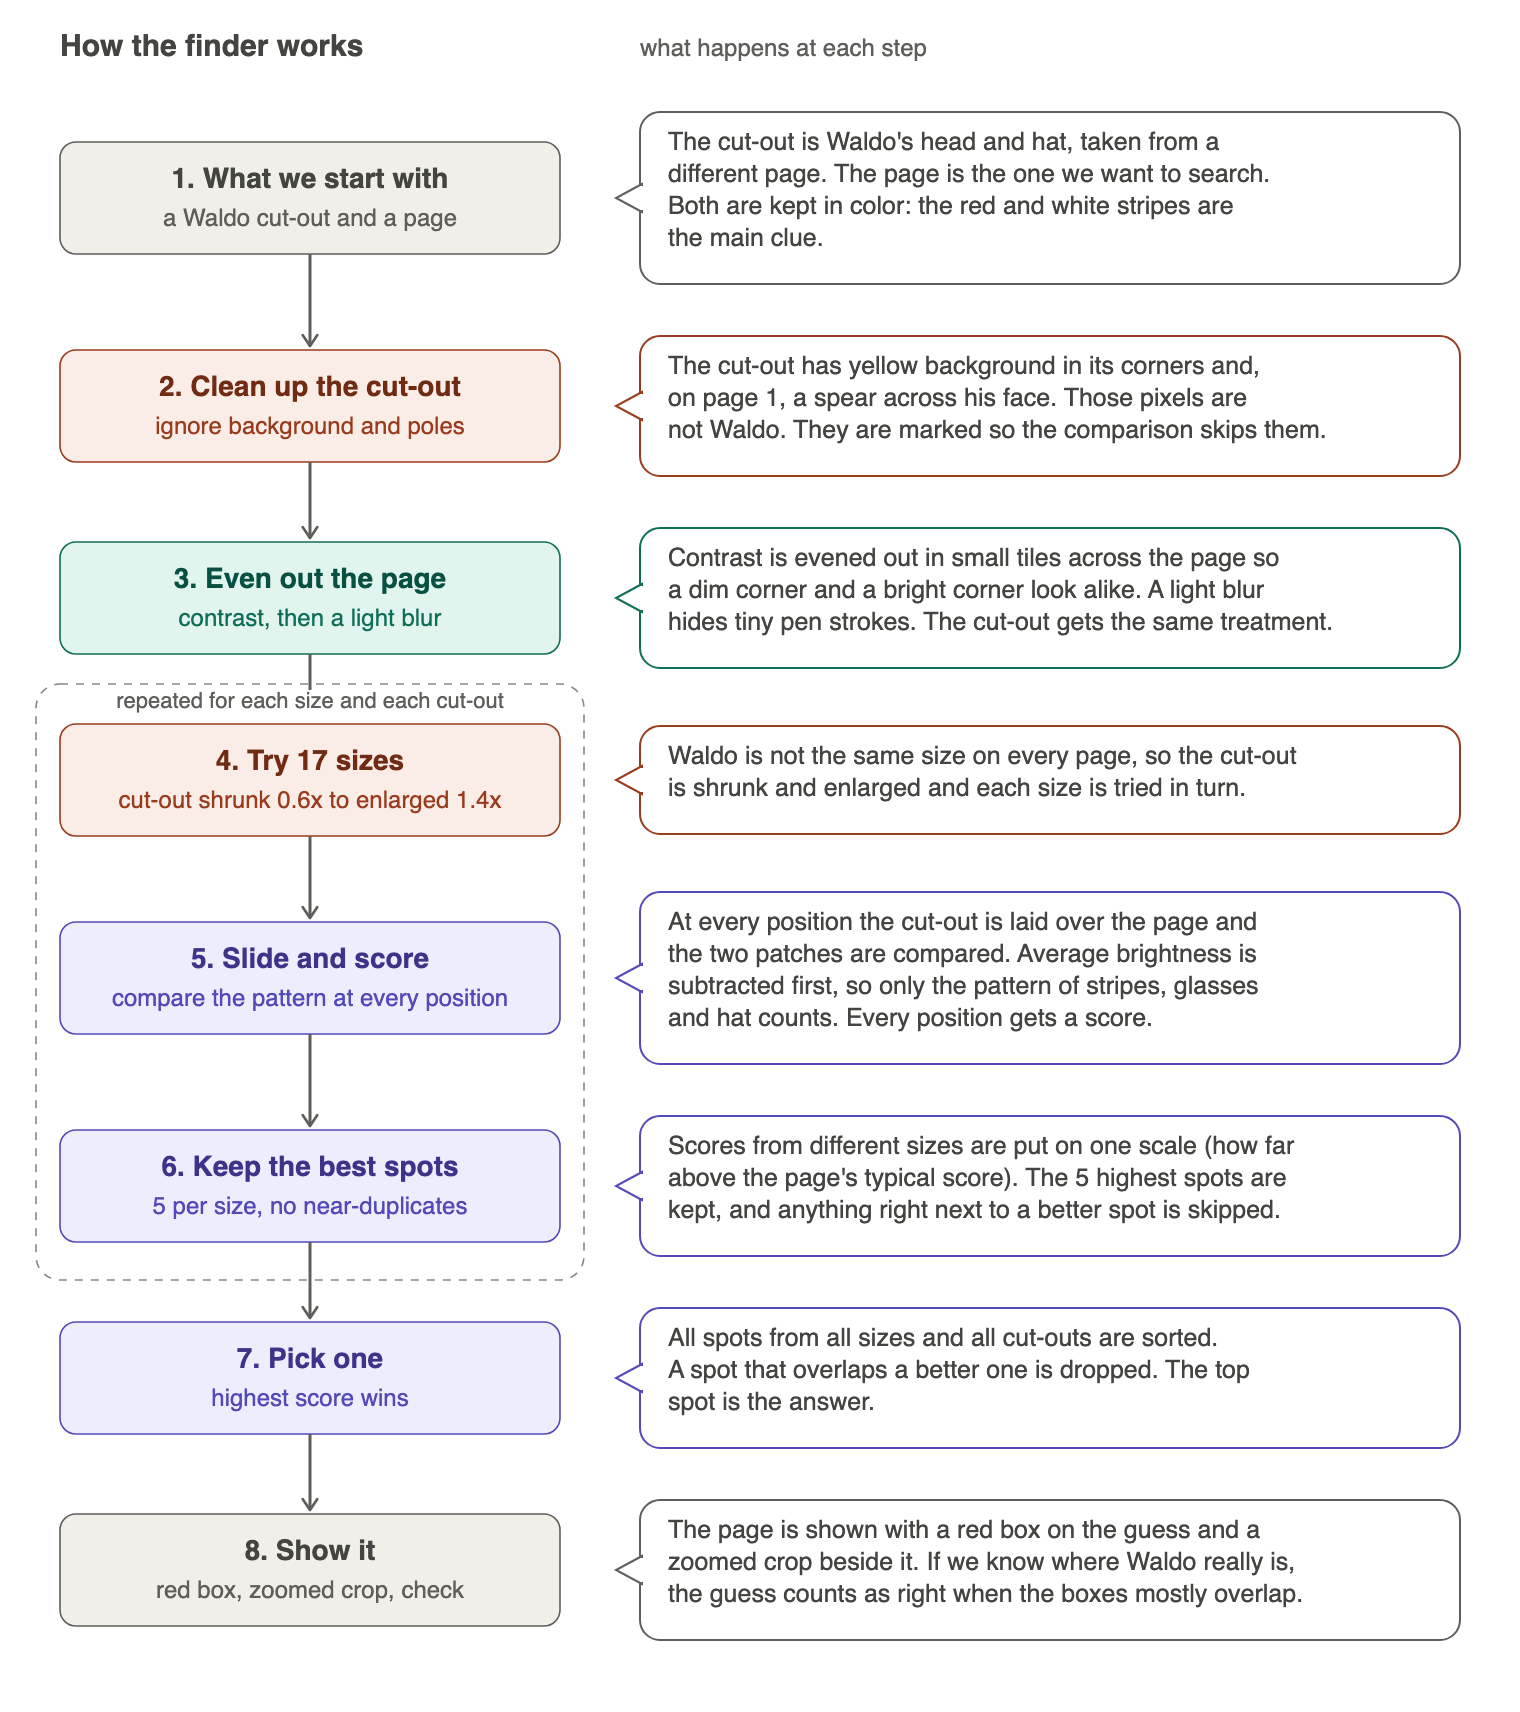 How the finder works
what happens at each step
1. What we start with
a Waldo cut-out and a page
The cut-out is Waldo's head and hat, taken from a
different page. The page is the one we want to search.
Both are kept in color: the red and white stripes are
the main clue.
2. Clean up the cut-out
ignore background and poles
The cut-out has yellow background in its corners and,
on page 1, a spear across his face. Those pixels are
not Waldo. They are marked so the comparison skips them.
3. Even out the page
contrast, then a light blur
Contrast is evened out in small tiles across the page so
a dim corner and a bright corner look alike. A light blur
hides tiny pen strokes. The cut-out gets the same treatment.
repeated for each size and each cut-out
4. Try 17 sizes
cut-out shrunk 0.6x to enlarged 1.4x
Waldo is not the same size on every page, so the cut-out
is shrunk and enlarged and each size is tried in turn.
5. Slide and score
compare the pattern at every position
At every position the cut-out is laid over the page and
the two patches are compared. Average brightness is
subtracted first, so only the pattern of stripes, glasses
and hat counts. Every position gets a score.
6. Keep the best spots
5 per size, no near-duplicates
Scores from different sizes are put on one scale (how far
above the page's typical score). The 5 highest spots are
kept, and anything right next to a better spot is skipped.
7. Pick one
highest score wins
All spots from all sizes and all cut-outs are sorted.
A spot that overlaps a better one is dropped. The top
spot is the answer.
8. Show it
red box, zoomed crop, check
The page is shown with a red box on the guess and a
zoomed crop beside it. If we know where Waldo really is,
the guess counts as right when the boxes mostly overlap.